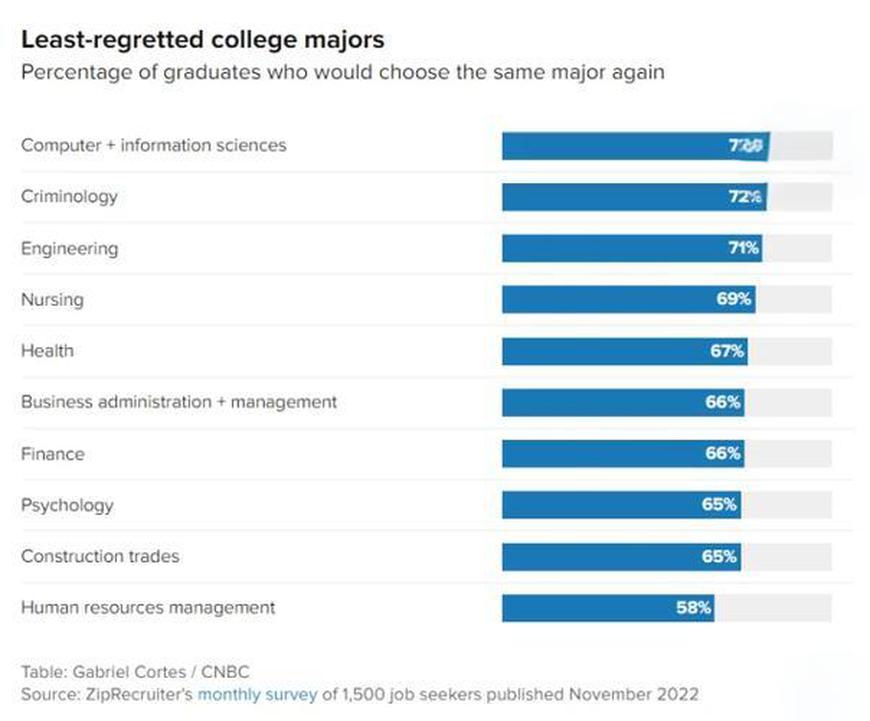 Least-regretted college majors
Percentage of graduates who would choose the same major again
Computer + information sciences
Criminology 72%
Engineering 71%
Nursing 69%
Health 67%
Business administration + management 66%
Finance 66%
Psychology 65%
Construction trades 65%
Human resources management 58%
Table: Gabriel Cortes / CNBC
Source: ZipRecruiter's monthly survey of 1,500 job seekers published November 2022